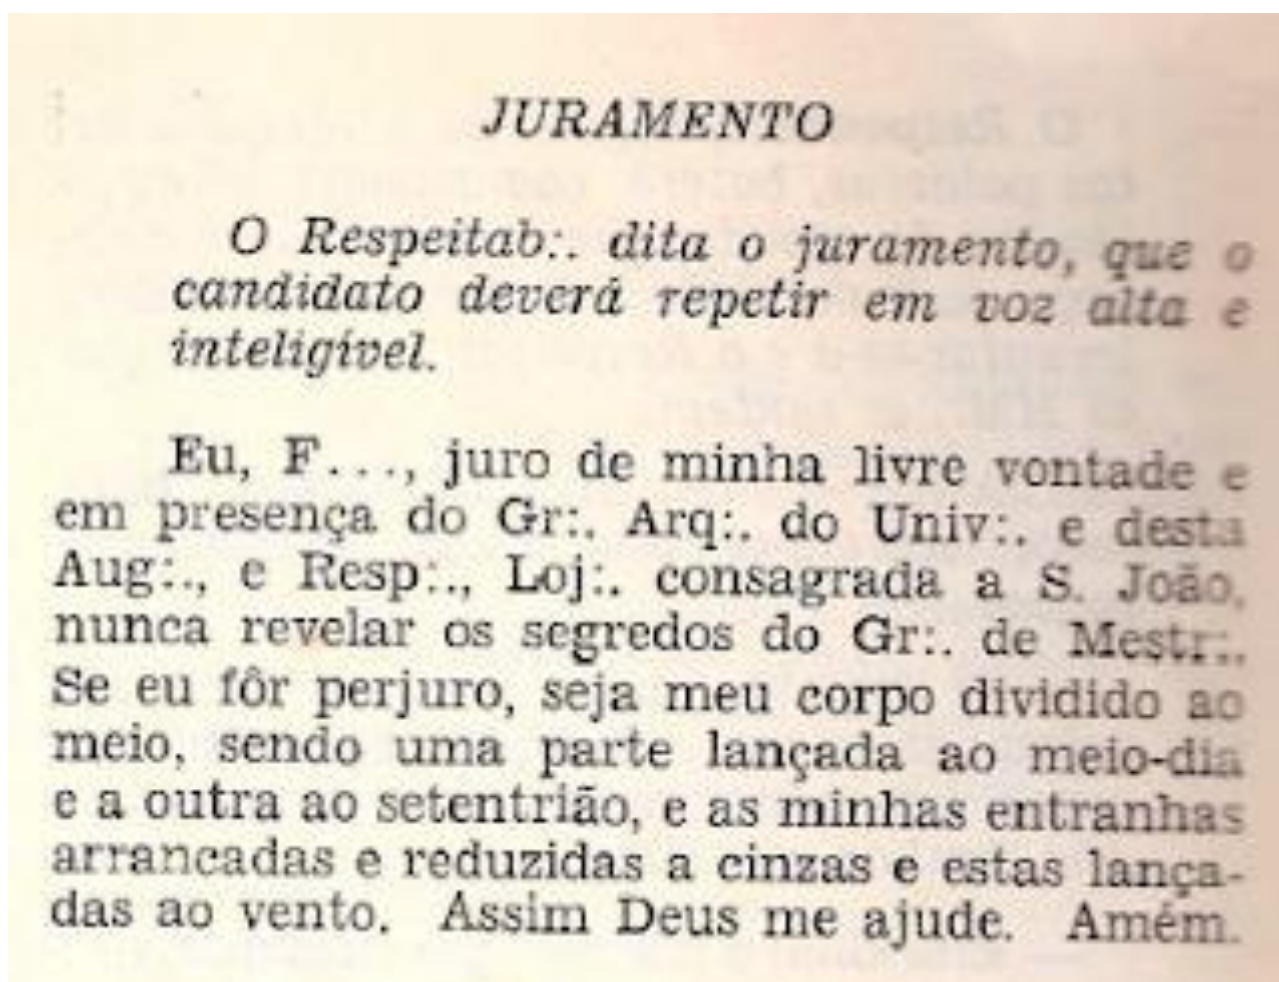 JURAMENTO
O Respeitab:. dita o juramento, que o
candidato deverá repetir em voz alta e
inteligível.
Eu, F..., juro de minha livre vontade e
em presença do Gr:. Arq:. do Univ:. e desta
Aug:., e Resp:., Loj:. consagrada a S. João,
nunca revelar os segredos do Gr:. de Mestr:.
Se eu fôr perjuro, seja meu corpo dividido ao
meio, sendo uma parte lançada ao meio-dia
e a outra ao setentrião, e as minhas entranhas
arrancadas e reduzidas a cinzas e estas lança-
das ao vento. Assim Deus me ajude. Amém.